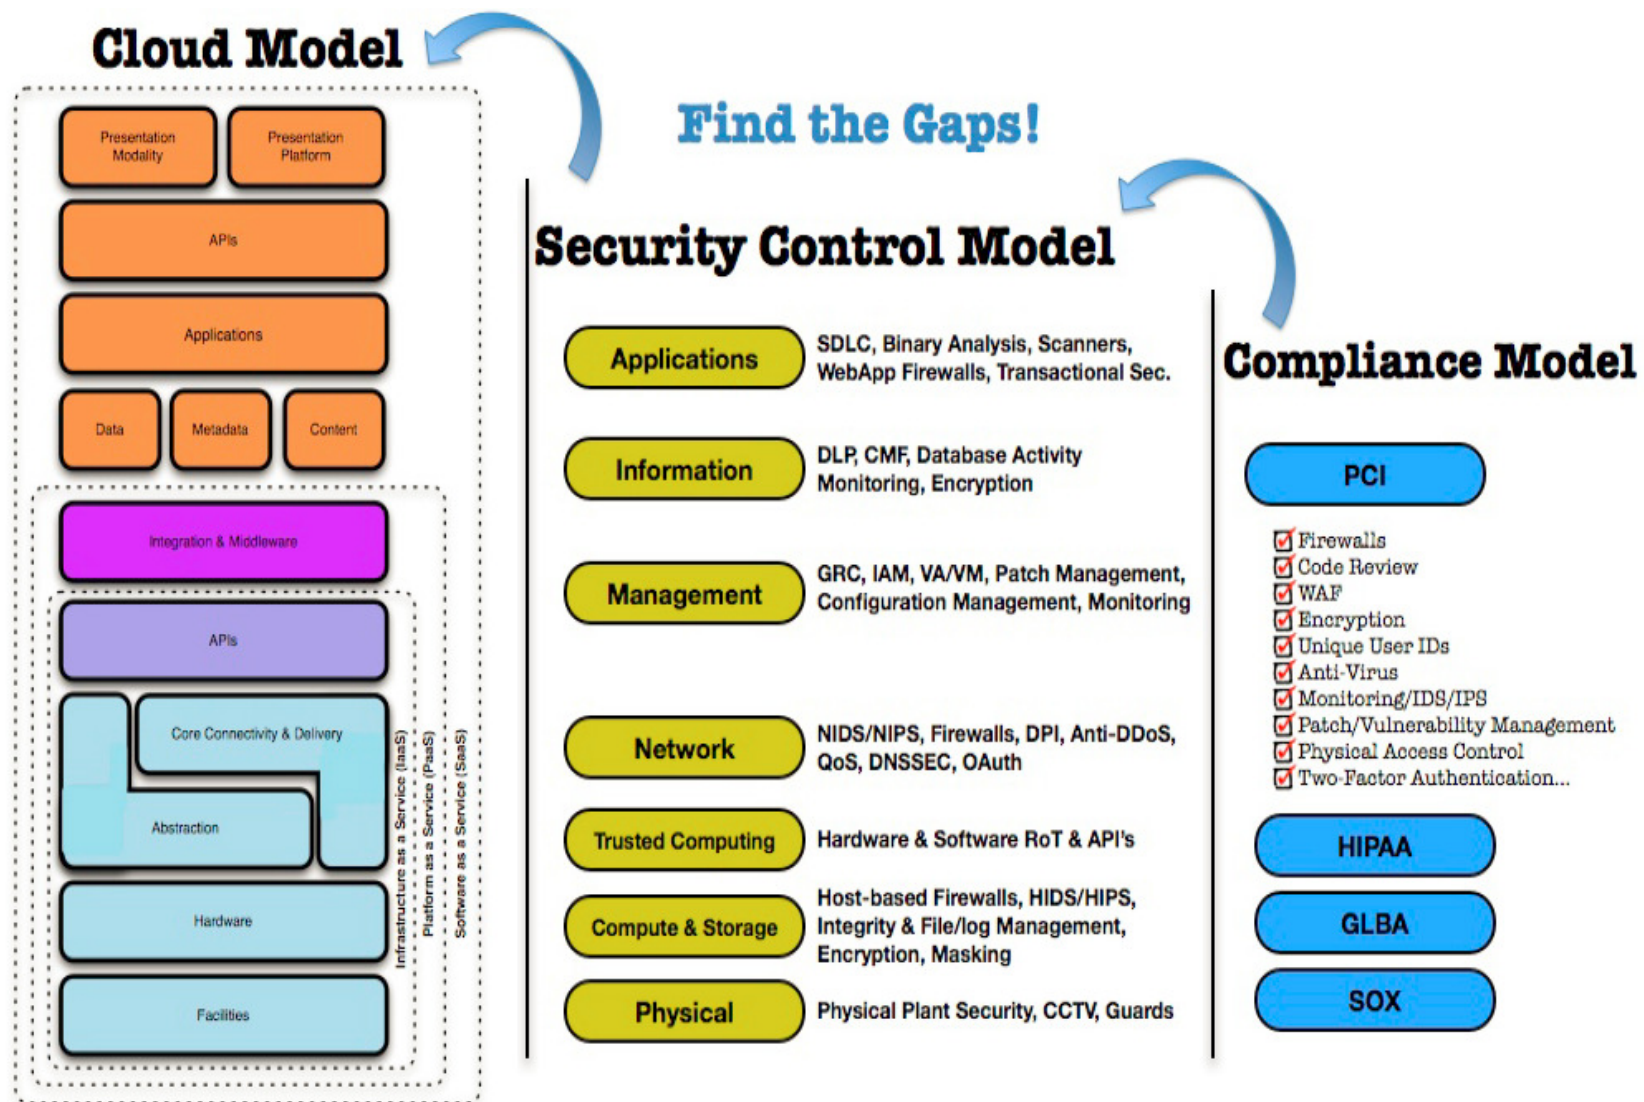 Cloud Model
Presentation
Modality
Presentation
Platform
APIs
Applications
Data
Metadata
Content
Integration & Middleware
APIs
Core Connectivity & Delivery
Abstraction
Hardware
Facilities
Infrastructure as a Service (IaaS)
Platform as a Service (PaaS)
Software as a Service (SaaS)
Find the Gaps!
Security Control Model
Applications
SDLC, Binary Analysis, Scanners,
WebApp Firewalls, Transactional Sec.
Information
DLP, CMF, Database Activity
Monitoring, Encryption
Management
GRC, IAM, VA/VM, Patch Management,
Configuration Management, Monitoring
Network
NIDS/NIPS, Firewalls, DPI, Anti-DDoS,
QoS, DNSSEC, OAuth
Trusted Computing
Hardware & Software RoT & API's
Compute & Storage
Host-based Firewalls, HIDS/HIPS,
Integrity & File/log Management,
Encryption, Masking
Physical
Physical Plant Security, CCTV, Guards
Compliance Model
PCI
Firewalls
Code Review
WAF
Encryption
Unique User IDs
Anti-Virus
Monitoring/IDS/IPS
Patch/Vulnerability Management
Physical Access Control
Two-Factor Authentication...
HIPAA
GLBA
SOX